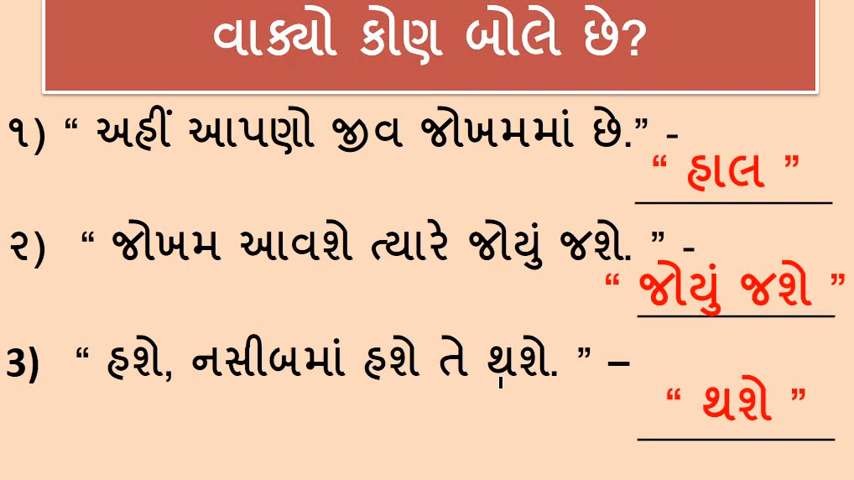 વાક્યો કોણ બોલે છે?
૧) “ અહીં આપણો જીવ જોખમમાં છે.” -
“ હાલ ”
૨) “ જોખમ આવશે ત્યારે જોયું જશે. ” -
“ જોયું જશે ”
3) “ હશે, નસીબમાં હશે તે થશે. ” –
“ થશે ”